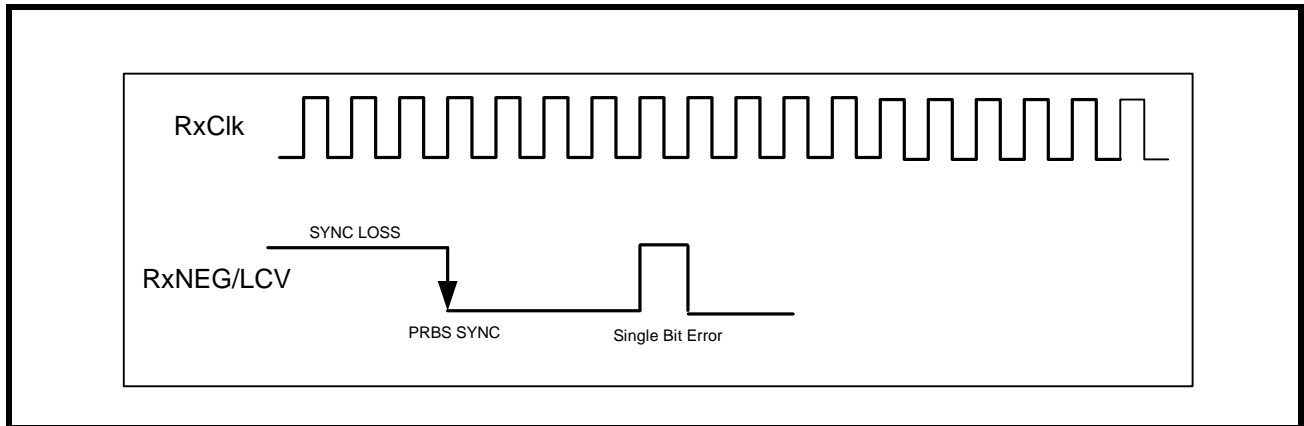 RxClk
SYNC LOSS
RxNEG/LCV
PRBS SYNC
Single Bit Error